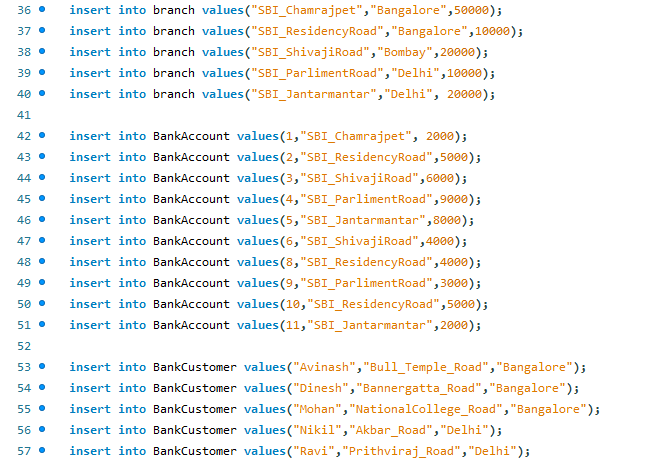 36 insert into branch values("SBI_Chamrajpet","Bangalore",50000);
37 insert into branch values("SBI_ResidencyRoad","Bangalore",10000);
38 insert into branch values("SBI_ShivajiRoad","Bombay",20000);
39 insert into branch values("SBI_ParlimentRoad","Delhi",10000);
40 insert into branch values("SBI_Jantarmantar","Delhi", 20000);
41
42 insert into BankAccount values(1,"SBI_Chamrajpet", 2000);
43 insert into BankAccount values(2,"SBI_ResidencyRoad",5000);
44 insert into BankAccount values(3,"SBI_ShivajiRoad",6000);
45 insert into BankAccount values(4,"SBI_ParlimentRoad",9000);
46 insert into BankAccount values(5,"SBI_Jantarmantar",8000);
47 insert into BankAccount values(6,"SBI_ShivajiRoad",4000);
48 insert into BankAccount values(8,"SBI_ResidencyRoad",4000);
49 insert into BankAccount values(9,"SBI_ParlimentRoad",3000);
50 insert into BankAccount values(10,"SBI_ResidencyRoad",5000);
51 insert into BankAccount values(11,"SBI_Jantarmantar",2000);
52
53 insert into BankCustomer values("Avinash","Bull_Temple_Road","Bangalore");
54 insert into BankCustomer values("Dinesh","Bannergatta_Road","Bangalore");
55 insert into BankCustomer values("Mohan","NationalCollege_Road","Bangalore");
56 insert into BankCustomer values("Nikil","Akbar_Road","Delhi");
57 insert into BankCustomer values("Ravi","Prithviraj_Road","Delhi");